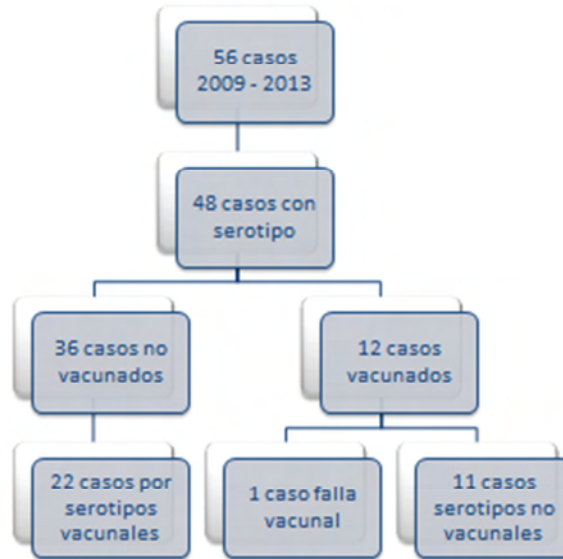 56 casos
2009 - 2013
48 casos con
serotipo
36 casos no
vacunados
12 casos
vacunados
22 casos por
serotipos
vacunales
1 caso falla
vacunal
11 casos
serotipos no
vacunales